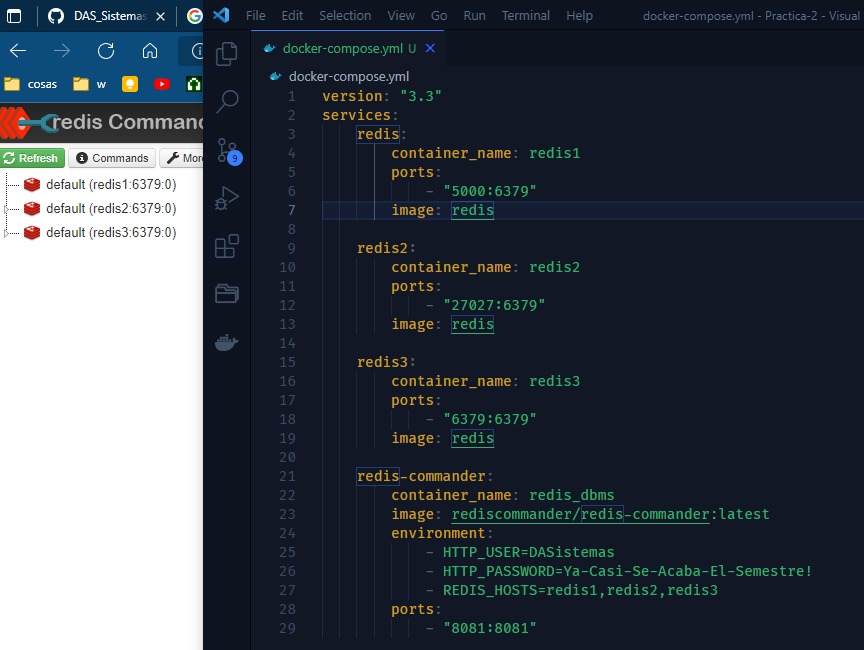 DAS_Sistemas
File Edit Selection View Go Run Terminal Help
docker-compose.yml - Practica-2 - Visual
docker-compose.yml U
cosas
w
docker-compose.yml
redis Comman
Refresh
Commands
Mor
default (redis1:6379:0)
default (redis2:6379:0)
default (redis3:6379:0)
9
1 version: "3.3"
2 services:
3 redis:
4 container_name: redis1
5 ports:
6 - "5000:6379"
7 image: redis
8
9 redis2:
10 container_name: redis2
11 ports:
12 - "27027:6379"
13 image: redis
14
15 redis3:
16 container_name: redis3
17 ports:
18 - "6379:6379"
19 image: redis
20
21 redis-commander:
22 container_name: redis_dbms
23 image: rediscommander/redis-commander:latest
24 environment:
25 - HTTP_USER=DASistemas
26 - HTTP_PASSWORD=Ya-Casi-Se-Acaba-El-Semestre!
27 - REDIS_HOSTS=redis1,redis2,redis3
28 ports:
29 - "8081:8081"